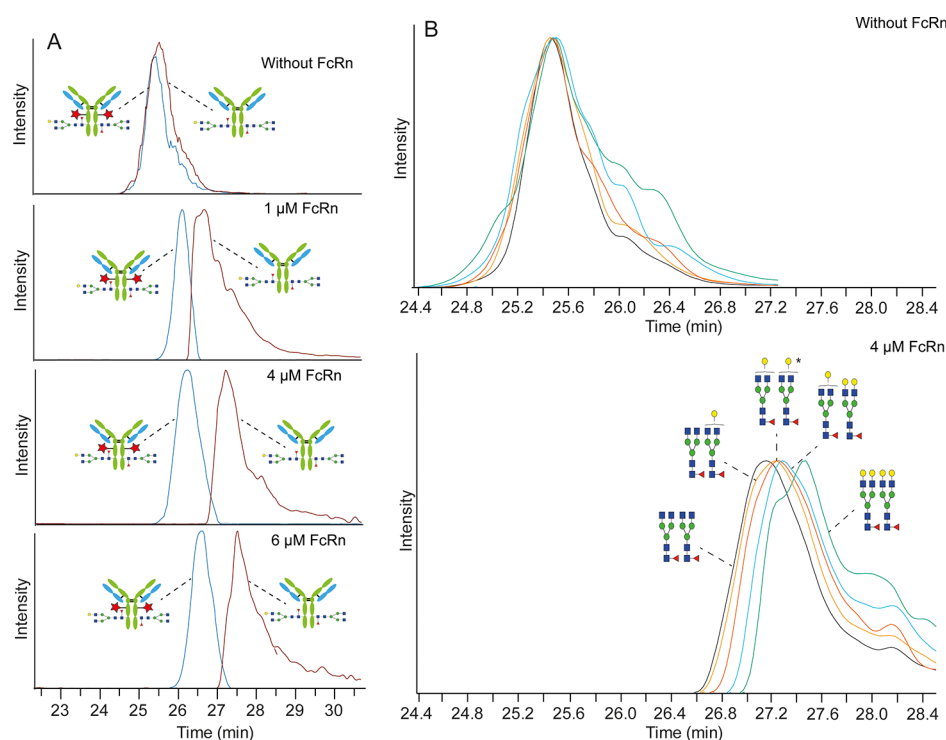 A
Without FcRn
Intensity
1 µM FcRn
Intensity
4 µM FcRn
Intensity
6 µM FcRn
Intensity
23 24 25 26 27 28 29 30
Time (min)
B
Without FcRn
Intensity
24.4 24.8 25.2 25.6 26.0 26.4 26.8 27.2 27.6 28.0 28.4
Time (min)
4 µM FcRn
*
Intensity
24.4 24.8 25.2 25.6 26.0 26.4 26.8 27.2 27.6 28.0 28.4
Time (min)